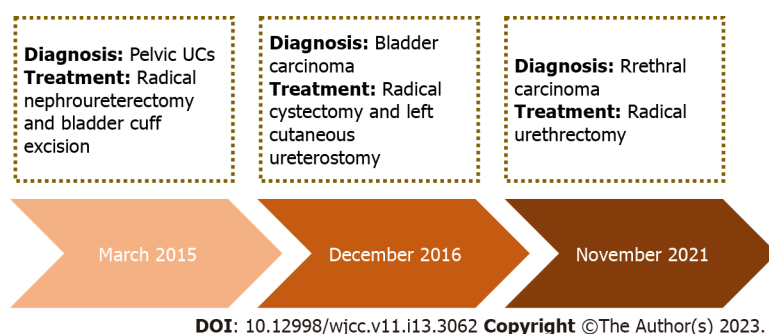 Diagnosis: Pelvic UCs
Treatment: Radical
nephroureterectomy
and bladder cuff
excision
Diagnosis: Bladder
carcinoma
Treatment: Radical
cystectomy and left
cutaneous
ureterostomy
Diagnosis: Rrethral
carcinoma
Treatment: Radical
urethrectomy
March 2015
December 2016
November 2021
DOI: 10.12998/wjcc.v11.i13.3062 Copyright ©The Author(s) 2023.